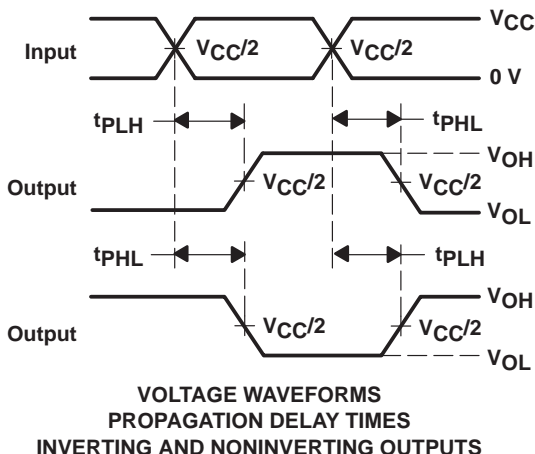 VCC
Input VCC/2 VCC/2
0 V
tPLH tPHL
VOH
Output VCC/2 VCC/2
VOL
tPHL tPLH
VOH
Output VCC/2 VCC/2
VOL
VOLTAGE WAVEFORMS
PROPAGATION DELAY TIMES
INVERTING AND NONINVERTING OUTPUTS